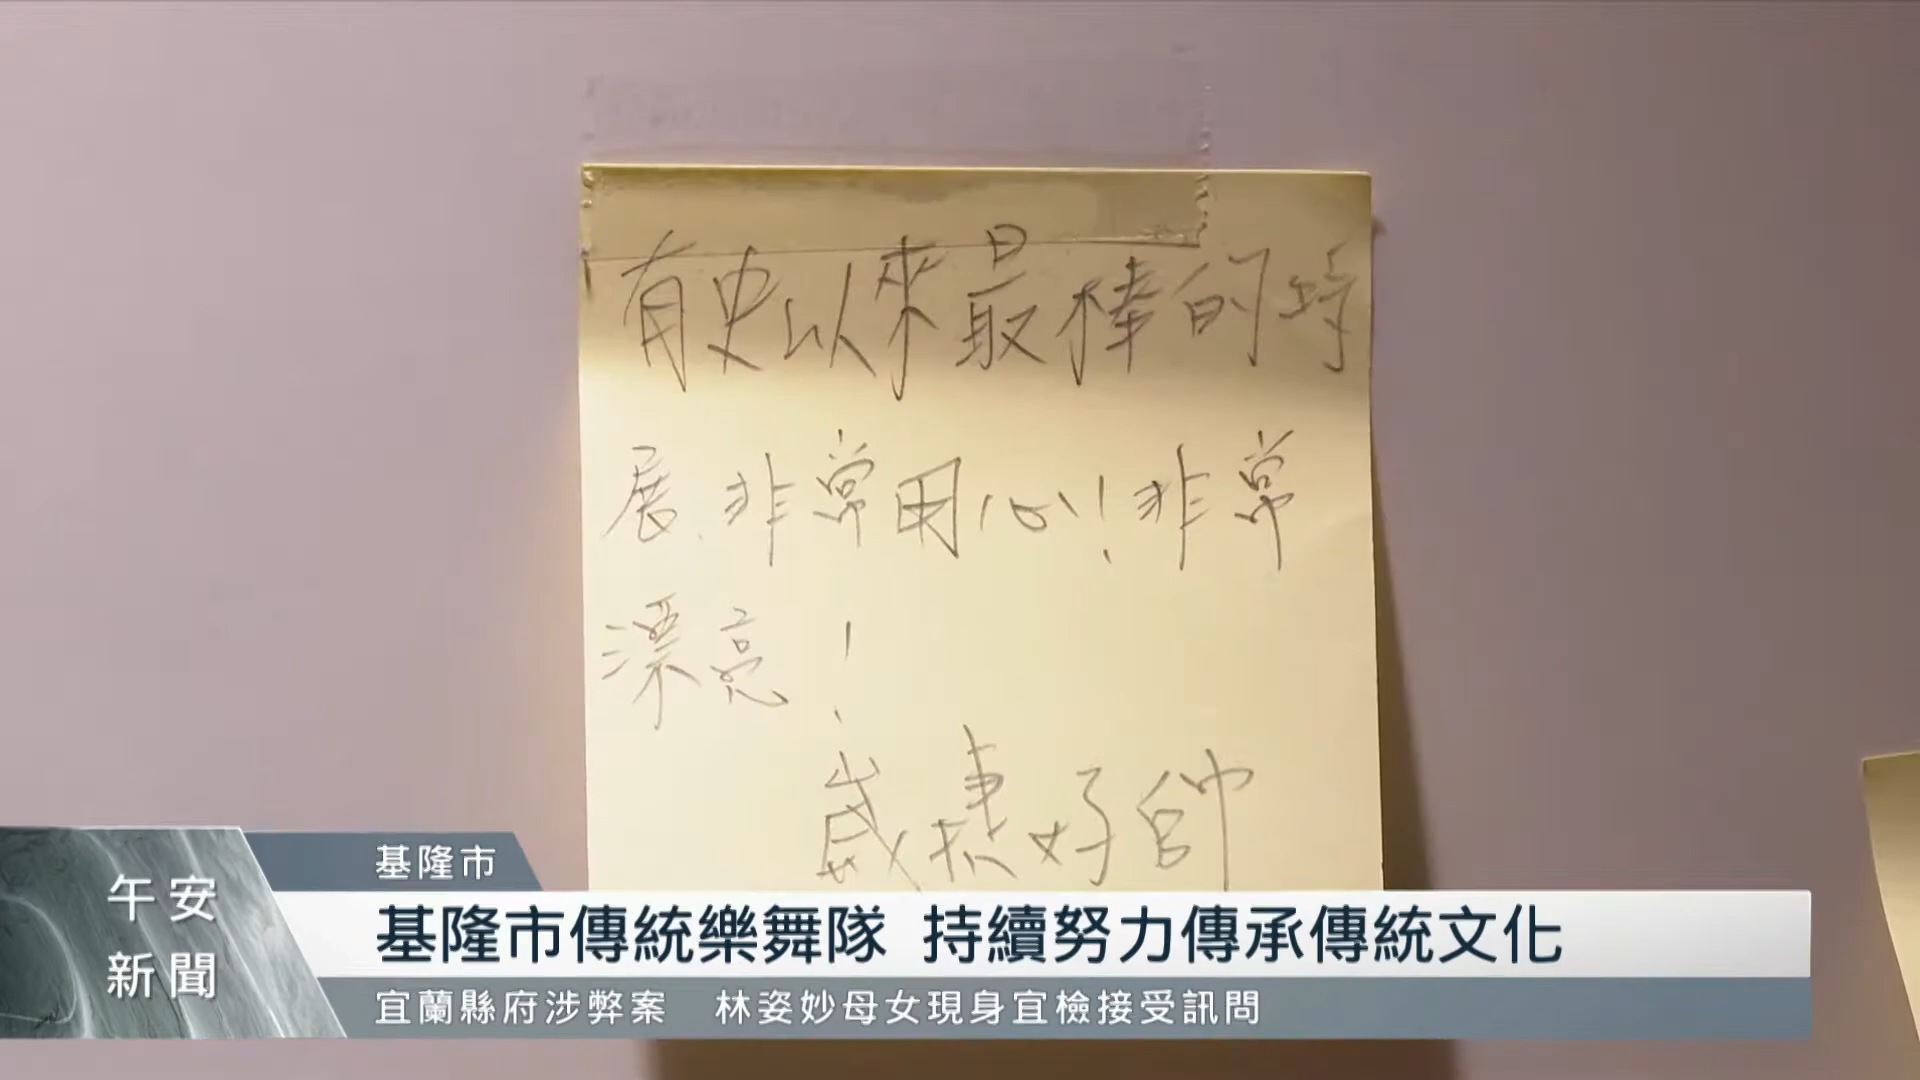 有史以來最棒的特
展.非常用心!非常
漂亮!
好帥
基隆市
午安
新聞
基隆市傳統樂舞隊 持續努力傳承傳統文化
宜蘭縣府涉弊案 林姿妙母女現身宜檢接受訊問